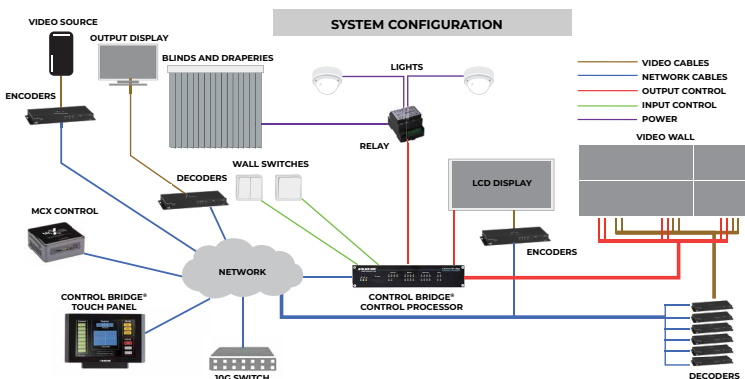 SYSTEM CONFIGURATION
VIDEO SOURCE
OUTPUT DISPLAY
BLINDS AND DRAPERIES
LIGHTS
VIDEO CABLES
NETWORK CABLES
OUTPUT CONTROL
INPUT CONTROL
POWER
ENCODERS
RELAY
VIDEO WALL
WALL SWITCHES
DECODERS
LCD DISPLAY
MCX CONTROL
ENCODERS
NETWORK
CONTROL BRIDGE®
TOUCH PANEL
CONTROL BRIDGE®
CONTROL PROCESSOR
10G SWITCH
DECODERS